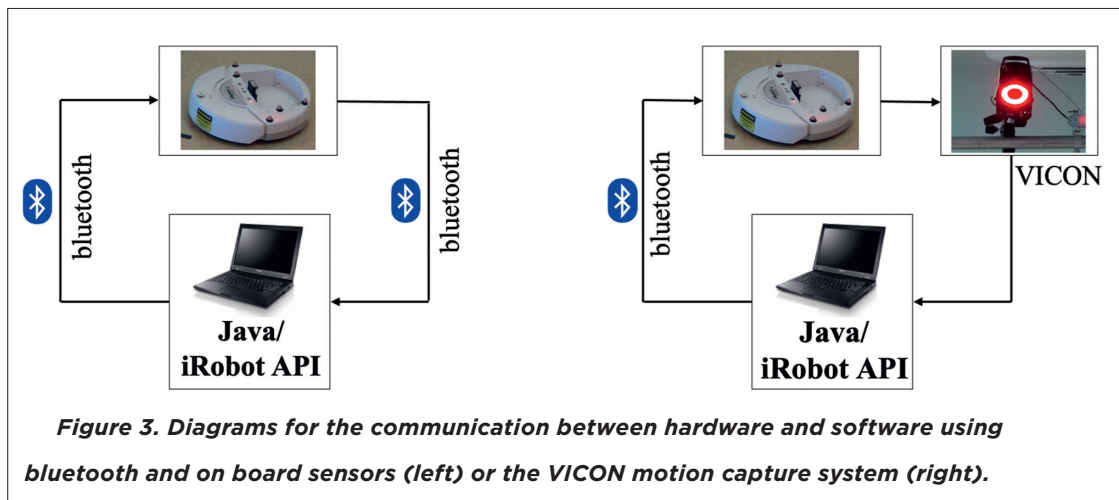 bluetooth
bluetooth
Java/
iRobot API
bluetooth
VICON
Java/
iRobot API
Figure 3. Diagrams for the communication between hardware and software using
bluetooth and on board sensors (left) or the VICON motion capture system (right).